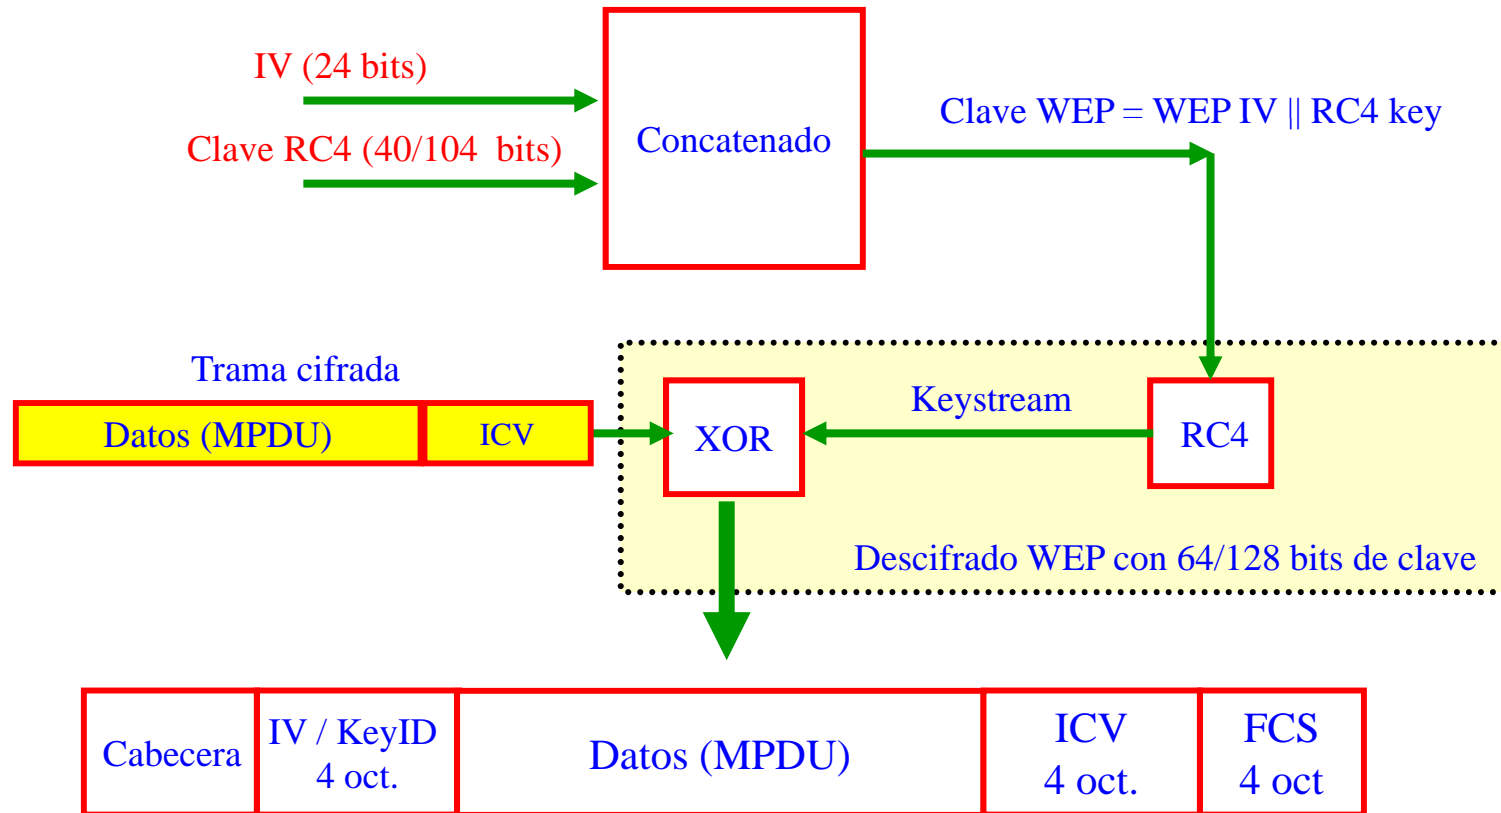 IV (24 bits)
Clave RC4 (40/104 bits)
Concatenado
Clave WEP = WEP IV || RC4 key
Trama cifrada
Datos (MPDU)
ICV
XOR
Keystream
RC4
Descifrado WEP con 64/128 bits de clave
Cabecera
IV / KeyID
4 oct.
Datos (MPDU)
ICV
4 oct.
FCS
4 oct